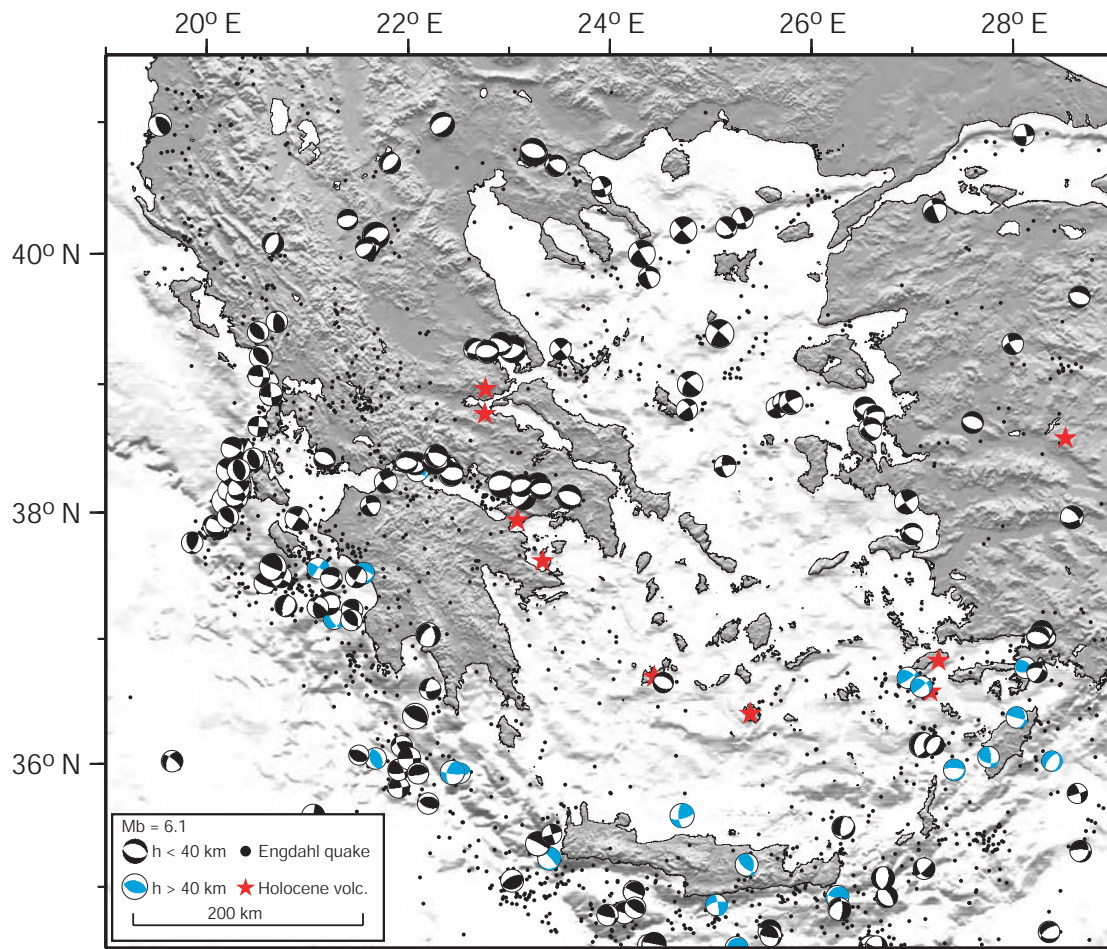 20º E 22º E 24º E 26º E 28º E
40º N
38º N
36º N
Mb = 6.1
h < 40 km Engdahl quake
h > 40 km Holocene volc.
200 km